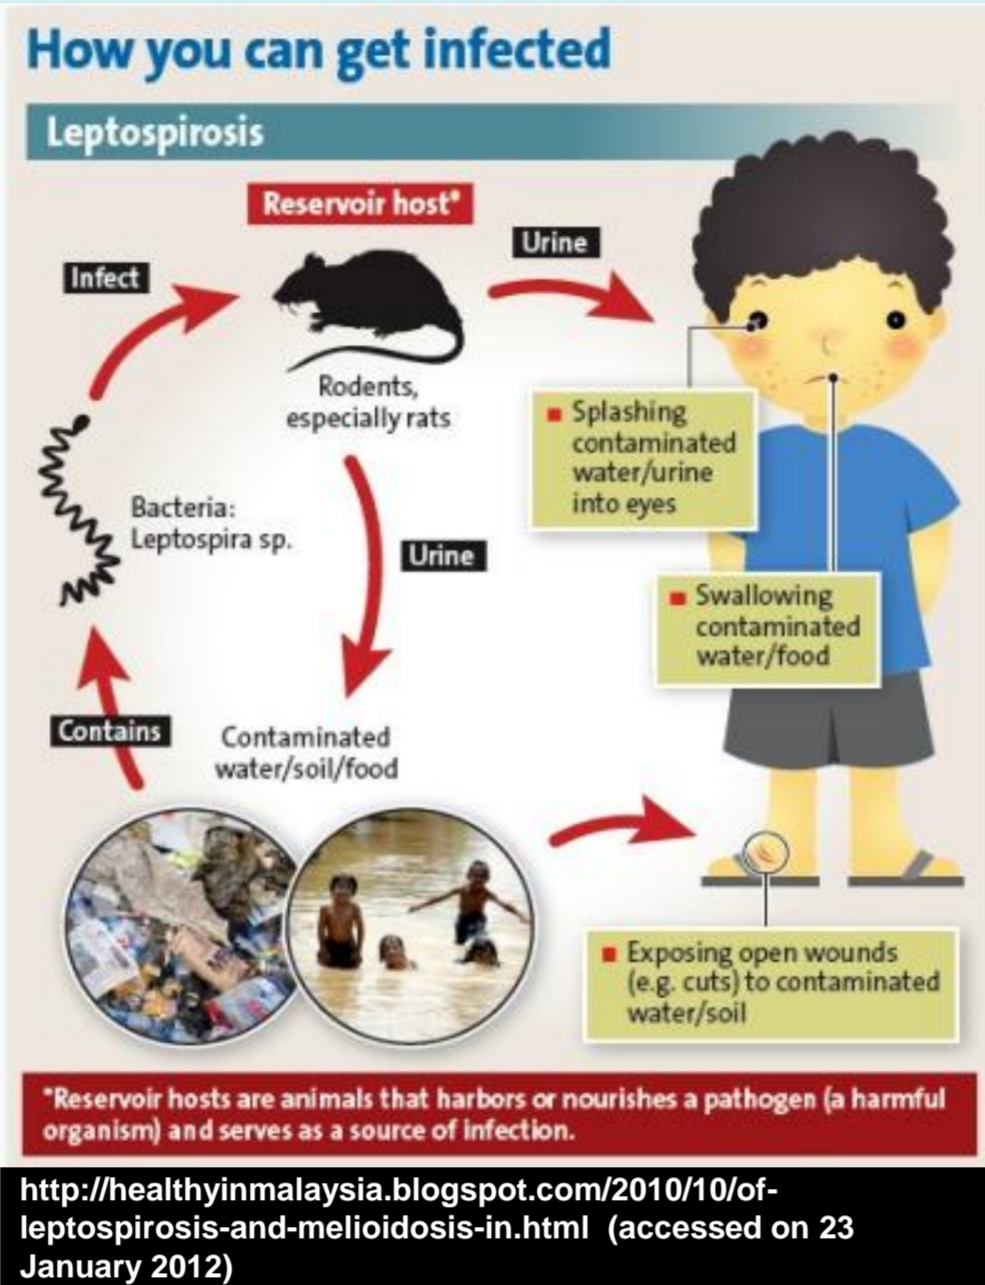 How you can get infected
Leptospirosis
Reservoir host*
Urine
Infect
Rodents,
especially rats
■ Splashing
contaminated
water/urine
into eyes
Bacteria:
Leptospira sp.
Urine
■ Swallowing
contaminated
water/food
Contains
Contaminated
water/soil/food
■ Exposing open wounds
(e.g. cuts) to contaminated
water/soil
*Reservoir hosts are animals that harbors or nourishes a pathogen (a harmful
organism) and serves as a source of infection.
http://healthyinmalaysia.blogspot.com/2010/10/of-
leptospirosis-and-melioidosis-in.html (accessed on 23
January 2012)